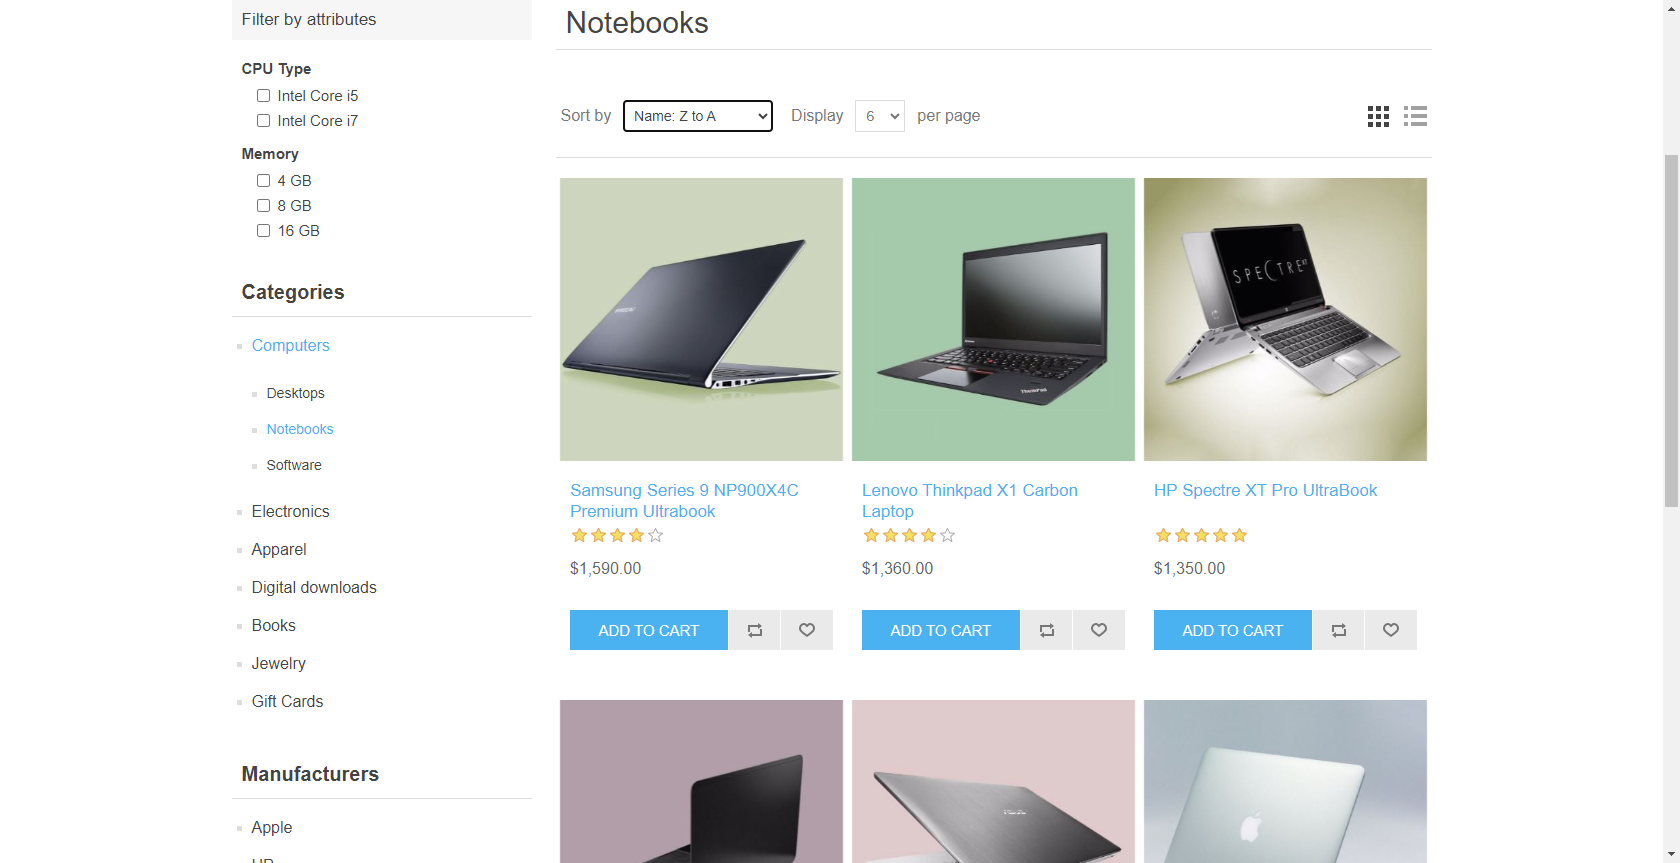 Filter by attributes
CPU Type
Intel Core i5
Intel Core i7
Memory
4 GB
8 GB
16 GB
Categories
Computers
Desktops
Notebooks
Software
Electronics
Apparel
Digital downloads
Books
Jewelry
Gift Cards
Manufacturers
Apple
HP
Notebooks
Sort by Name: Z to A Display 6 per page
SPECTRE XT
ThinkPad
Samsung Series 9 NP900X4C
Premium Ultrabook
$1,590.00
ADD TO CART
Lenovo Thinkpad X1 Carbon
Laptop
$1,360.00
ADD TO CART
HP Spectre XT Pro UltraBook
$1,350.00
ADD TO CART